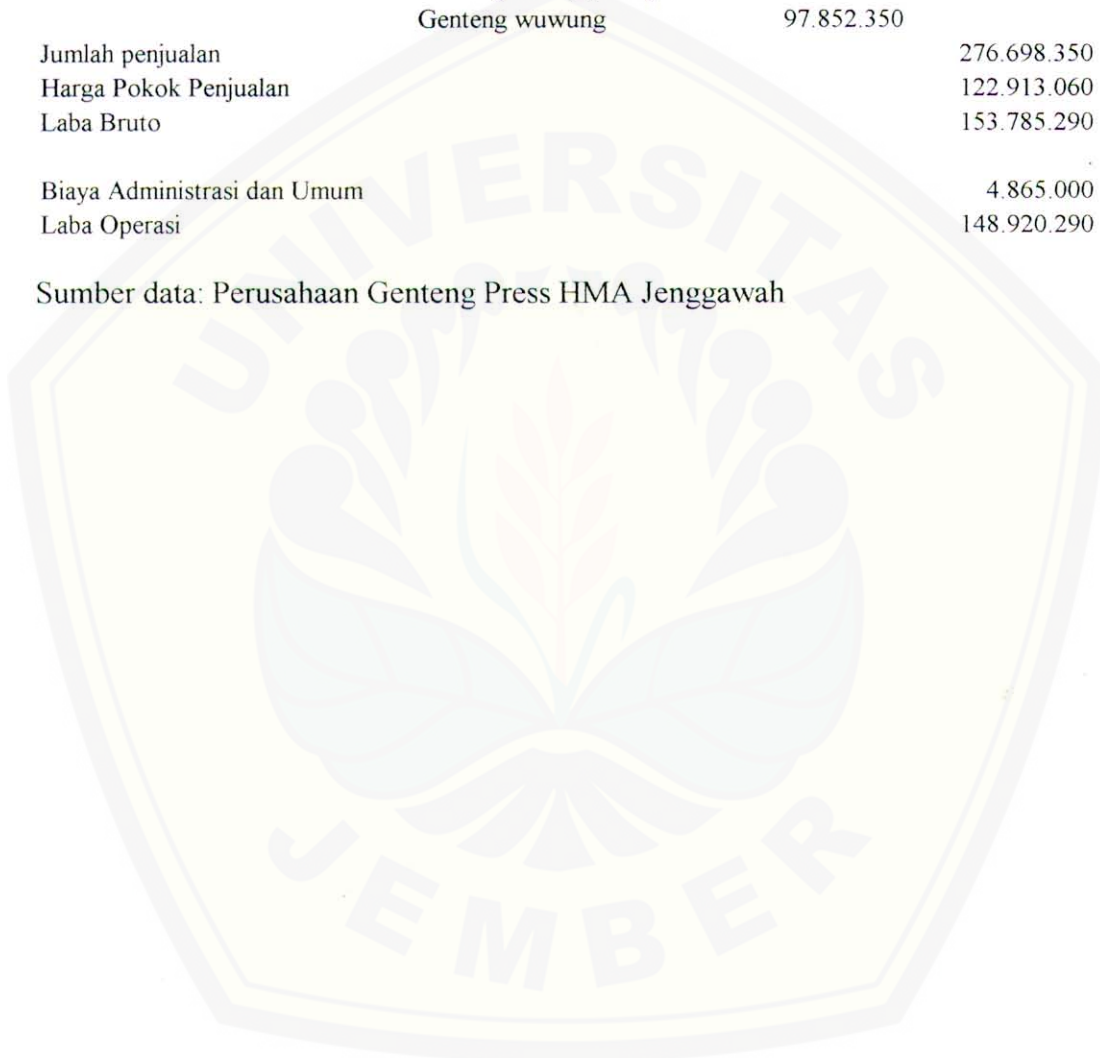 Genteng wuwung 97.852.350
Jumlah penjualan 276.698.350
Harga Pokok Penjualan 122.913.060
Laba Bruto 153.785.290
Biaya Administrasi dan Umum 4.865.000
Laba Operasi 148.920.290
Sumber data: Perusahaan Genteng Press HMA Jenggawah
UNIVERSITAS
JEMBER